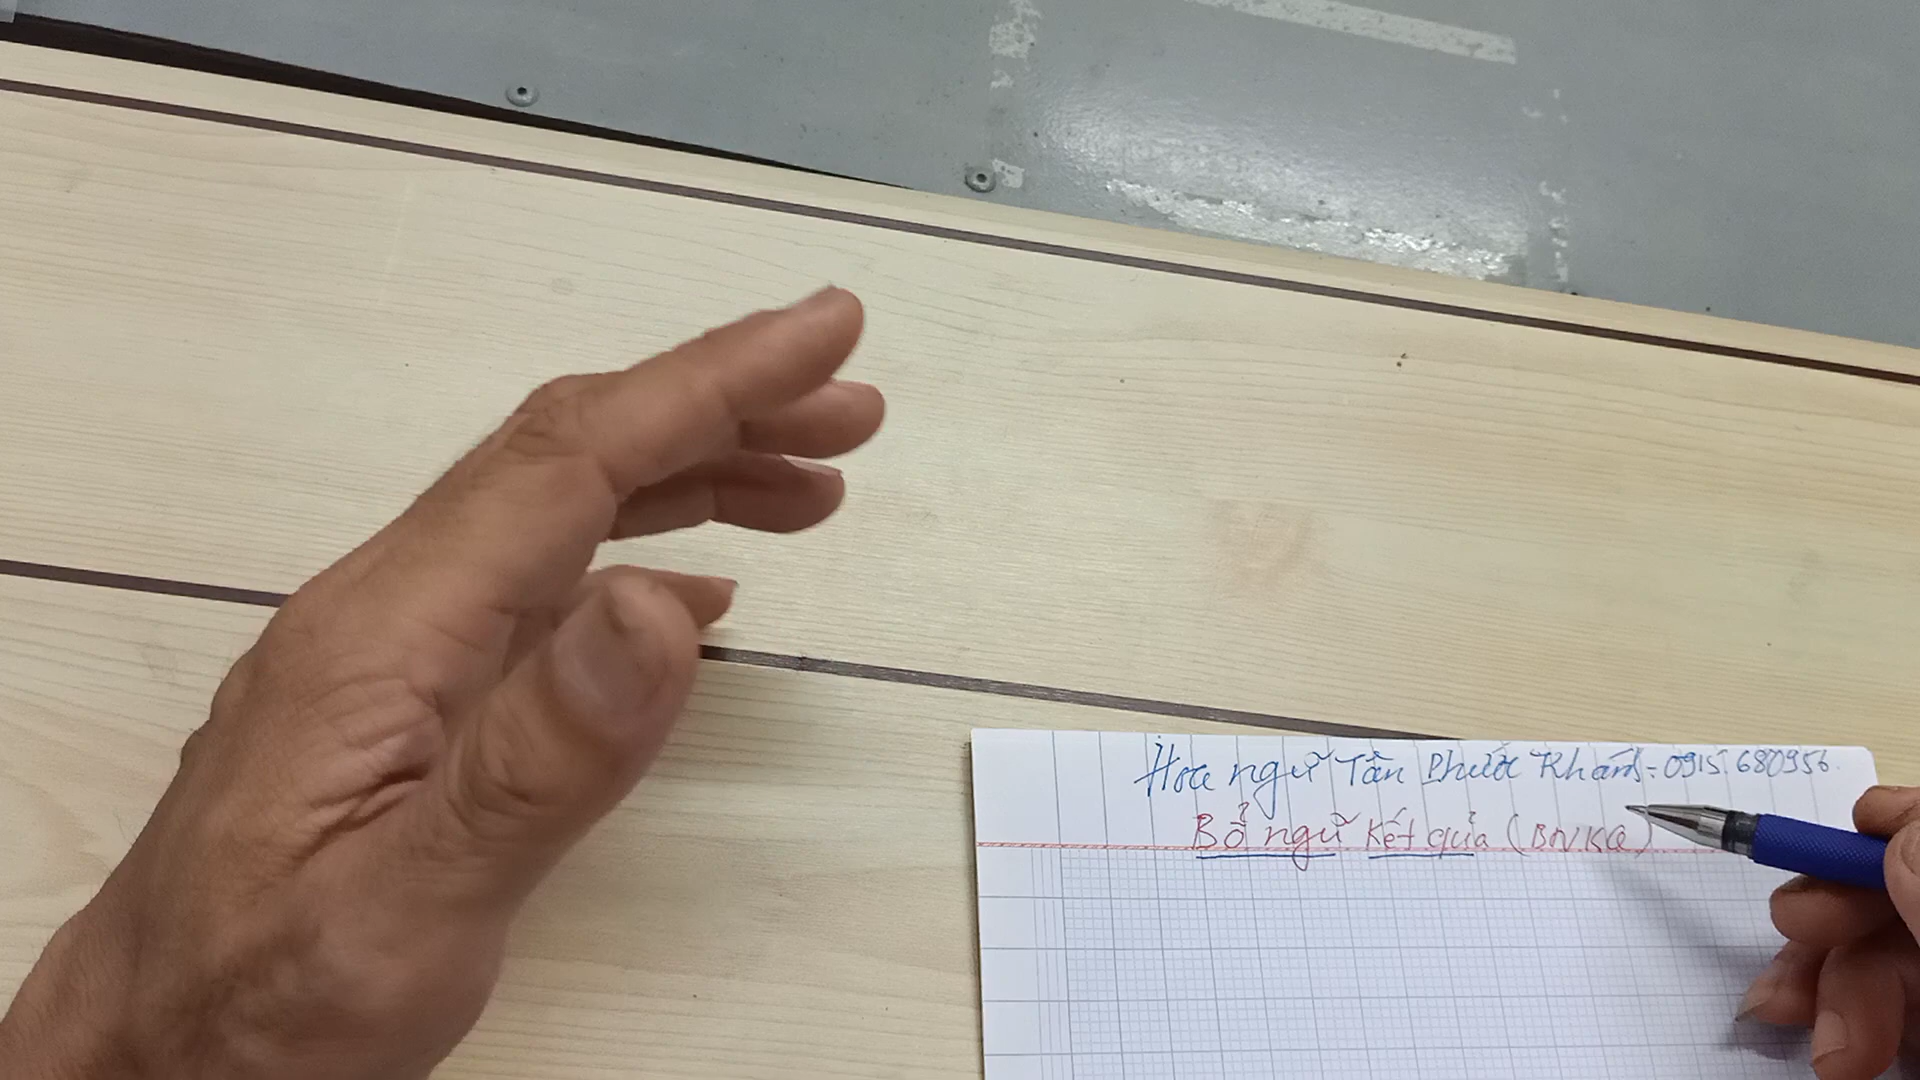 Hoa ngữ Tân Phước Khánh: 0915.680956.
Bổ ngữ kết quả (BNKQ)